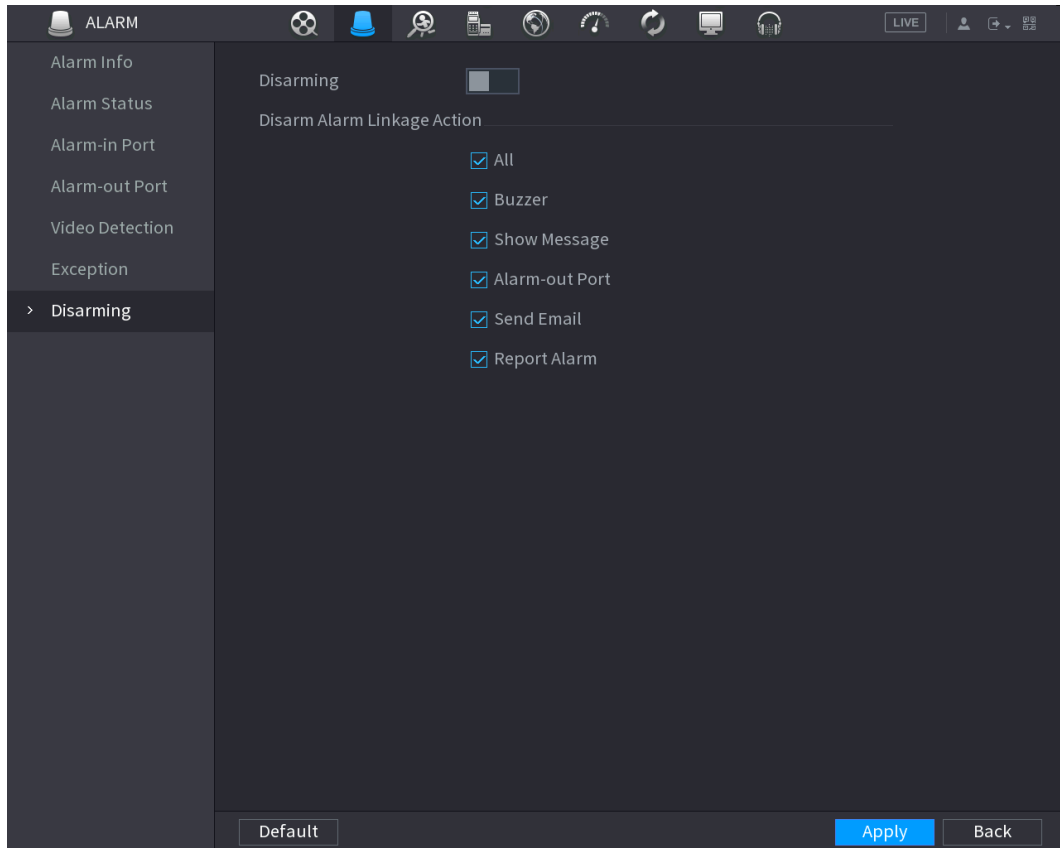 ALARM
LIVE
Alarm Info
Alarm Status
Alarm-in Port
Alarm-out Port
Video Detection
Exception
> Disarming
Disarming
Disarm Alarm Linkage Action
All
Buzzer
Show Message
Alarm-out Port
Send Email
Report Alarm
Default
Apply
Back